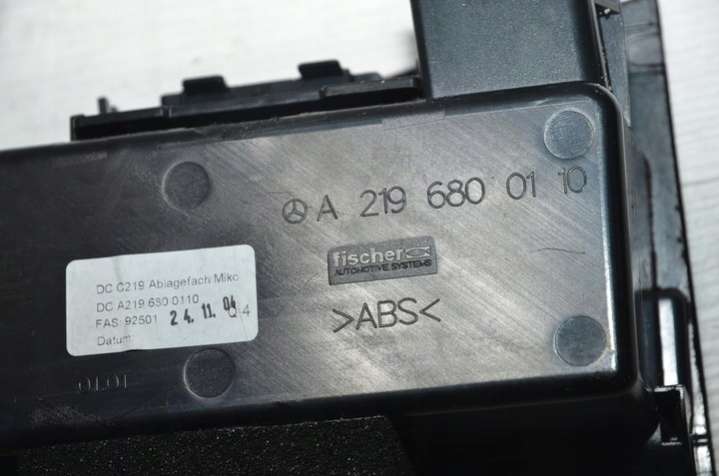 A 219 680 01 10
fischer
AUTOMOTIVE SYSTEMS
>ABS<
DC C219 Ablagefach Miko
DC A219 680 0110
FAS: 92501 24.11.04 Q4
Datum: